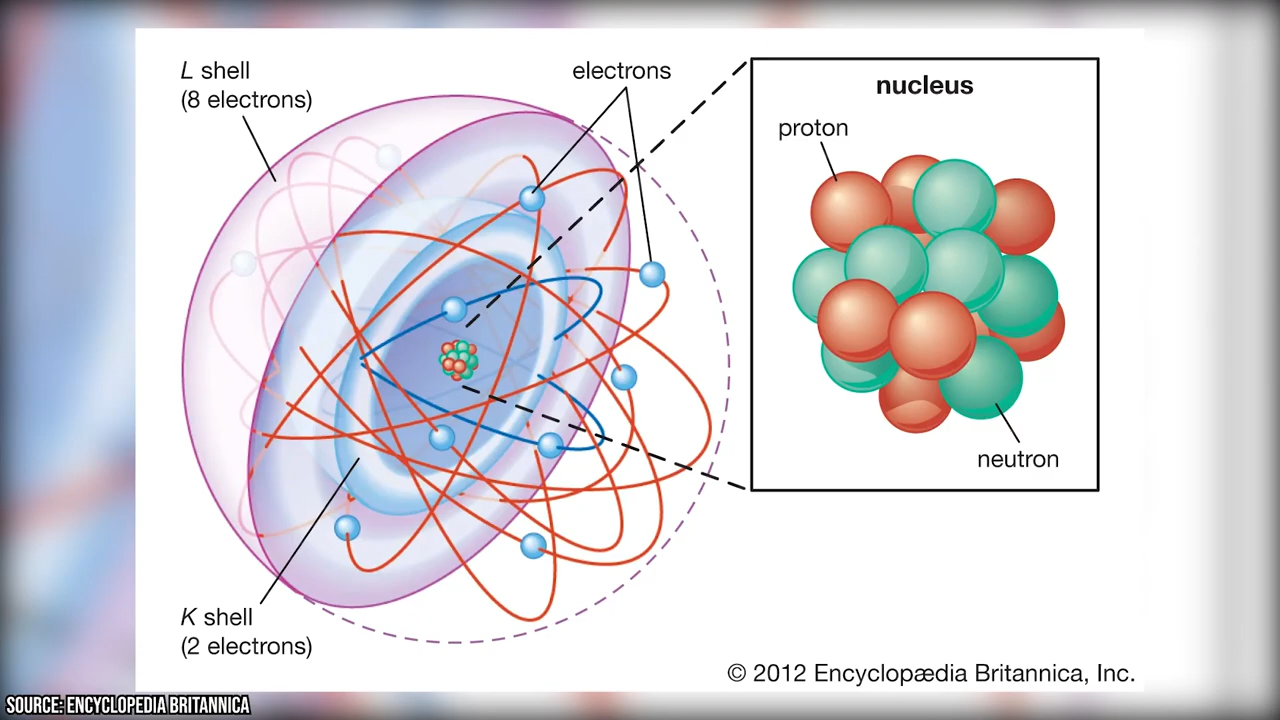 L shell
(8 electrons)
electrons
nucleus
proton
neutron
K shell
(2 electrons)
© 2012 Encyclopædia Britannica, Inc.
SOURCE: ENCYCLOPEDIA BRITANNICA